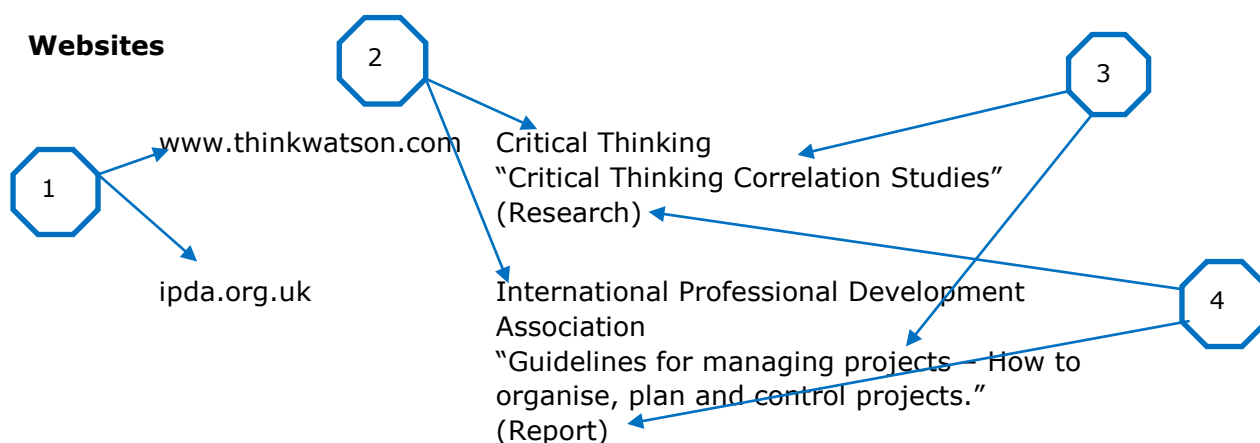 Websites
2
3
www.thinkwatson.com Critical Thinking
“Critical Thinking Correlation Studies”
1
(Research)
ipda.org.uk International Professional Development
4
Association
“Guidelines for managing projects – How to
organise, plan and control projects.”
(Report)